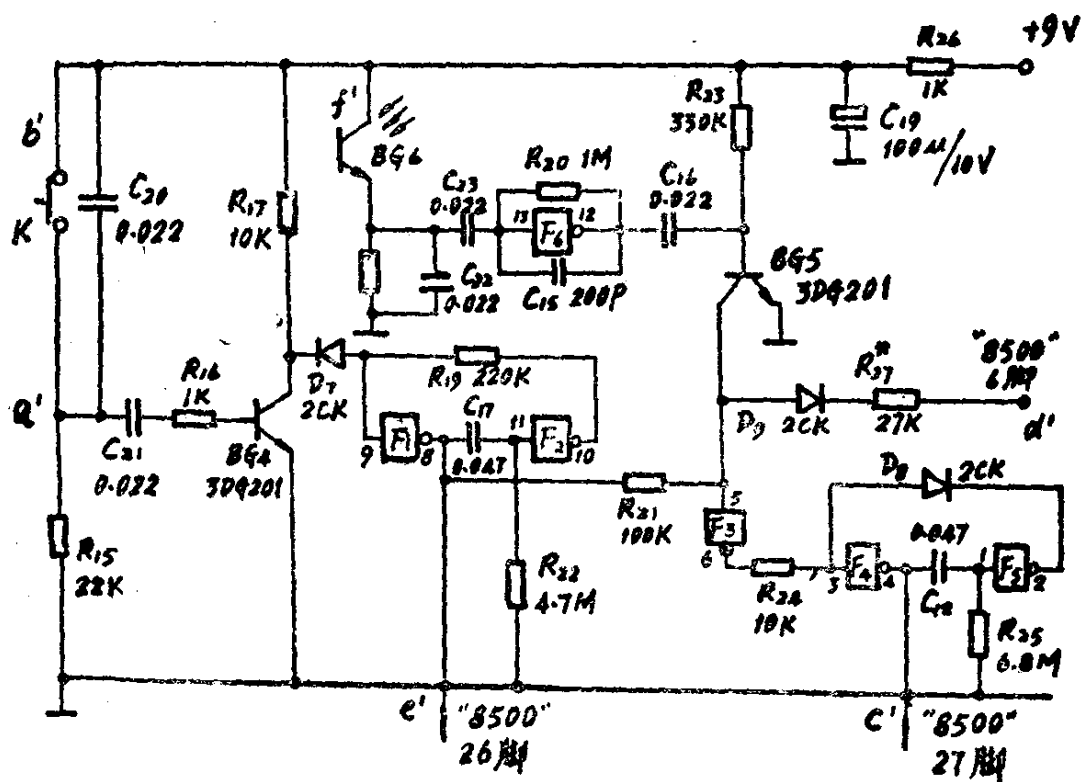 +9V
R26
1K
b'
K
C20
0.022
R17
10K
f'
BG6
C23
0.022
R20 1M
13
12
F6
C16
0.022
R23
330K
C19
100μ/10V
C22
0.022
C15 200P
BG5
3DG201
a'
C21
0.022
R16
1K
BG4
3DG201
D7
2CK
R19 220K
9
F1
8
C17
0.047
11
F2
10
D9 2CK
R*27
27K
"8500"
6脚
d'
R21
100K
5
F3
6
D8 2CK
R24
10K
3
F4
4
0.047
C18
1
F5
2
R15
22K
R22
4.7M
R25
6.8M
e'
"8500"
26脚
c'
"8500"
27脚